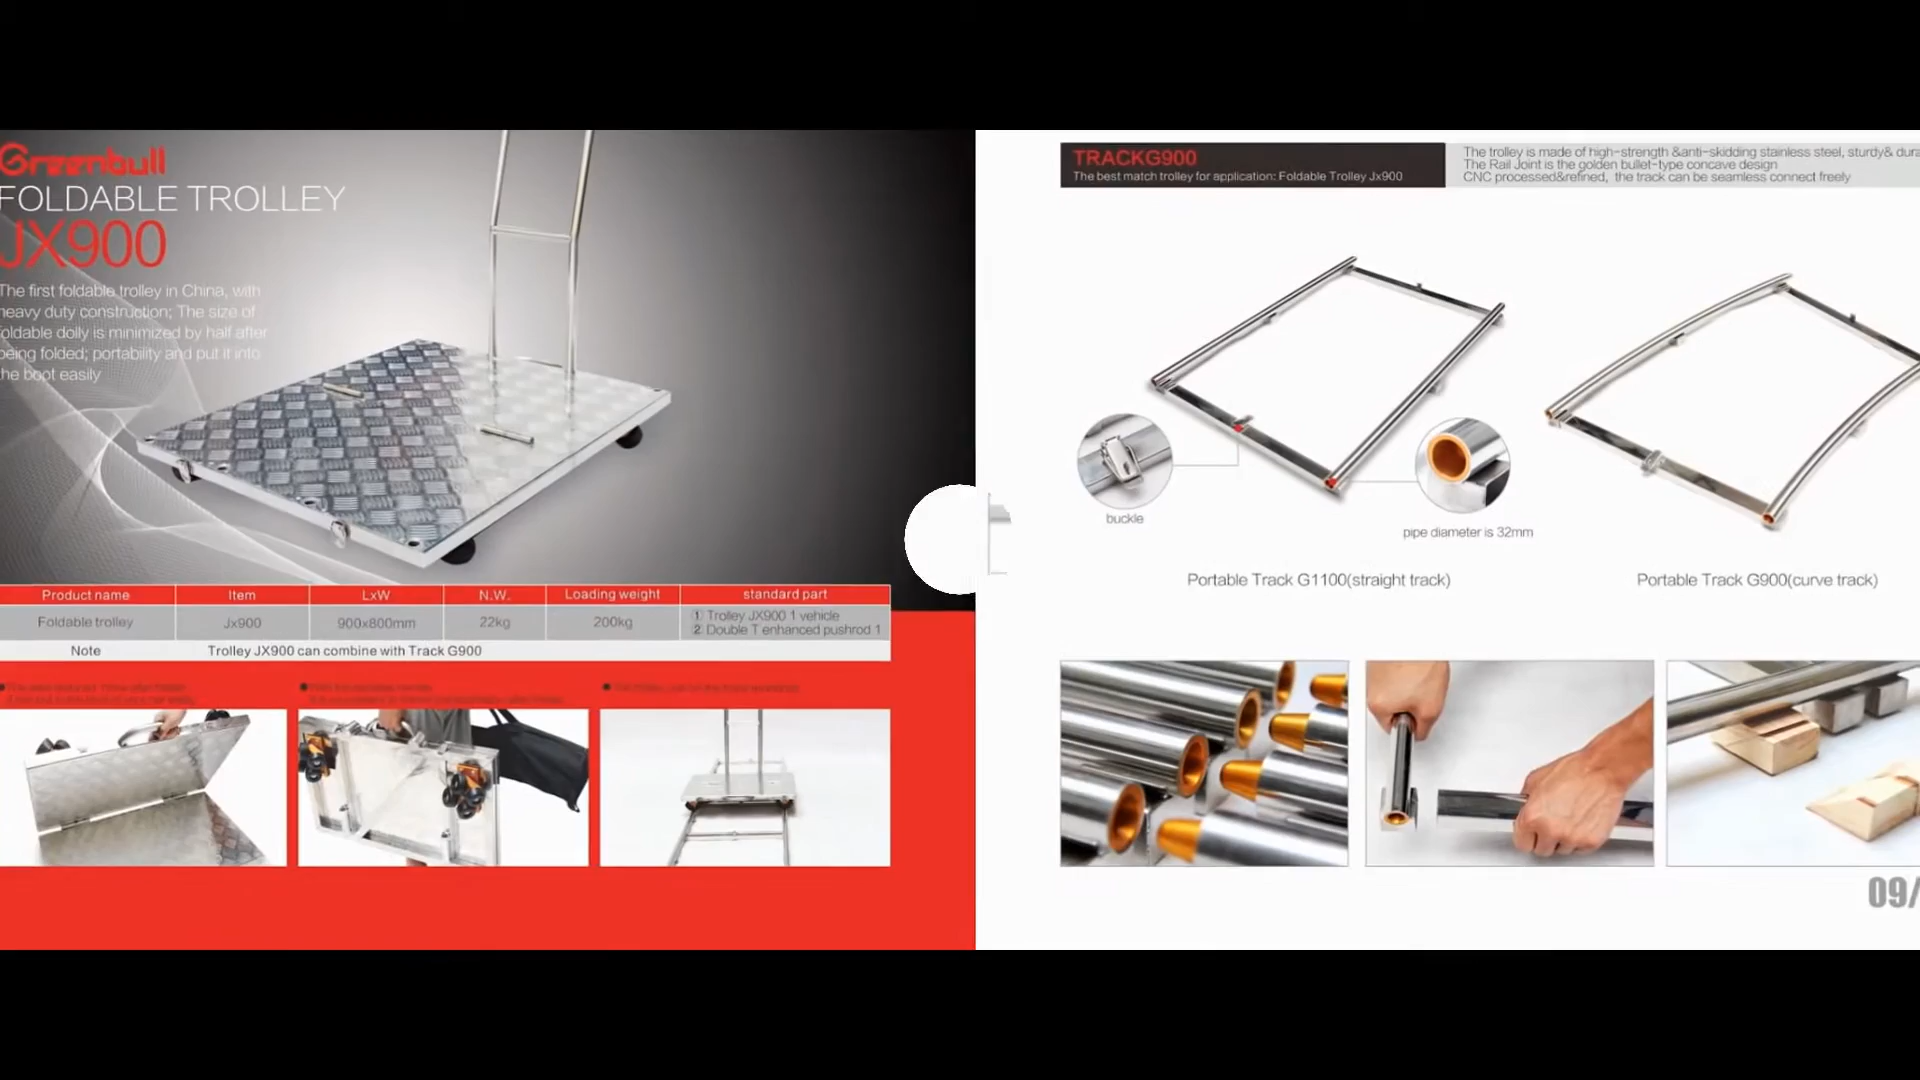 Greenbull
FOLDABLE TROLLEY
JX900
The first foldable trolley in China, with
heavy duty construction; The size of
foldable dolly is minimized by half after
being folded; portability and put it into
the boot easily
Product name Item LxW N.W. Loading weight standard part
Foldable trolley Jx900 900x800mm 22kg 200kg 1 Trolley JX900 1 vehicle
2 Double T enhanced pushrod 1
Note Trolley JX900 can combine with Track G900
TRACKG900
The best match trolley for application: Foldable Trolley Jx900
The trolley is made of high-strength &anti-skidding stainless steel, sturdy& dura
The Rail Joint is the golden bullet-type concave design
CNC processed&refined, the track can be seamless connect freely
buckle
pipe diameter is 32mm
Portable Track G1100(straight track)
Portable Track G900(curve track)
09/